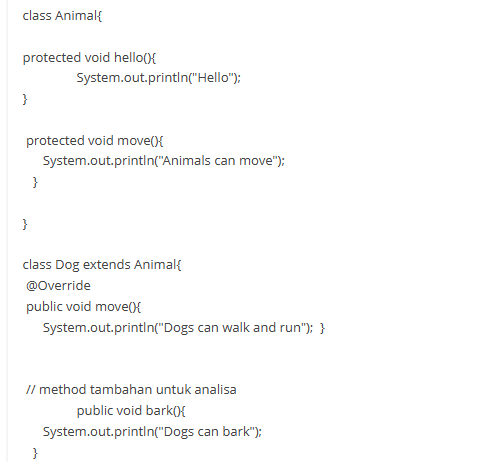 class Animal{
protected void hello(){
System.out.println("Hello");
}
protected void move(){
System.out.println("Animals can move");
}
}
class Dog extends Animal{
@Override
public void move(){
System.out.println("Dogs can walk and run"); }
// method tambahan untuk analisa
public void bark(){
System.out.println("Dogs can bark");
}